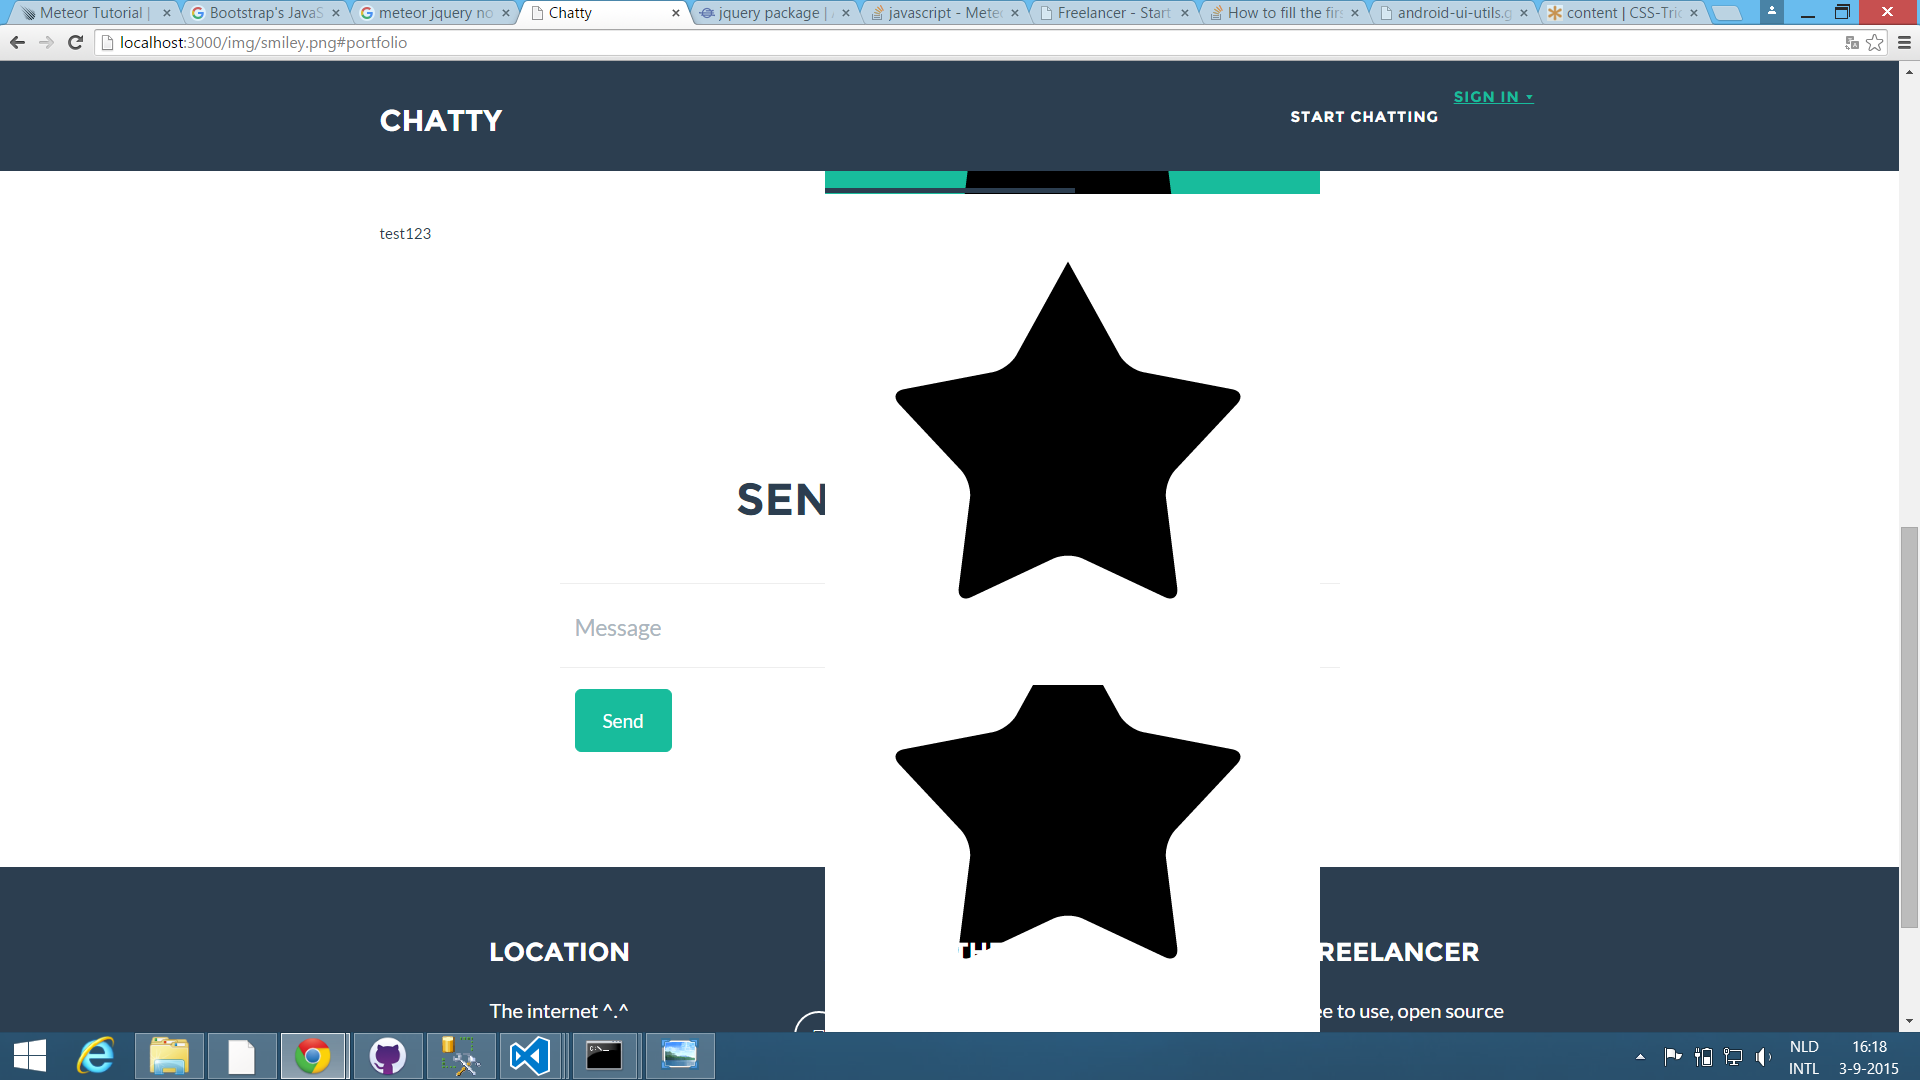 Meteor Tutorial |
Bootstrap's JavaS
meteor jquery no
Chatty
jquery package |
javascript - Mete
Freelancer - Start
How to fill the firs
android-ui-utils.g
content | CSS-Tric
localhost:3000/img/smiley.png#portfolio
CHATTY
START CHATTING
SIGN IN
test123
SEN
Message
Send
LOCATION
THE
REELANCER
The internet ^.^
ee to use, open source
NLD
INTL
16:18
3-9-2015